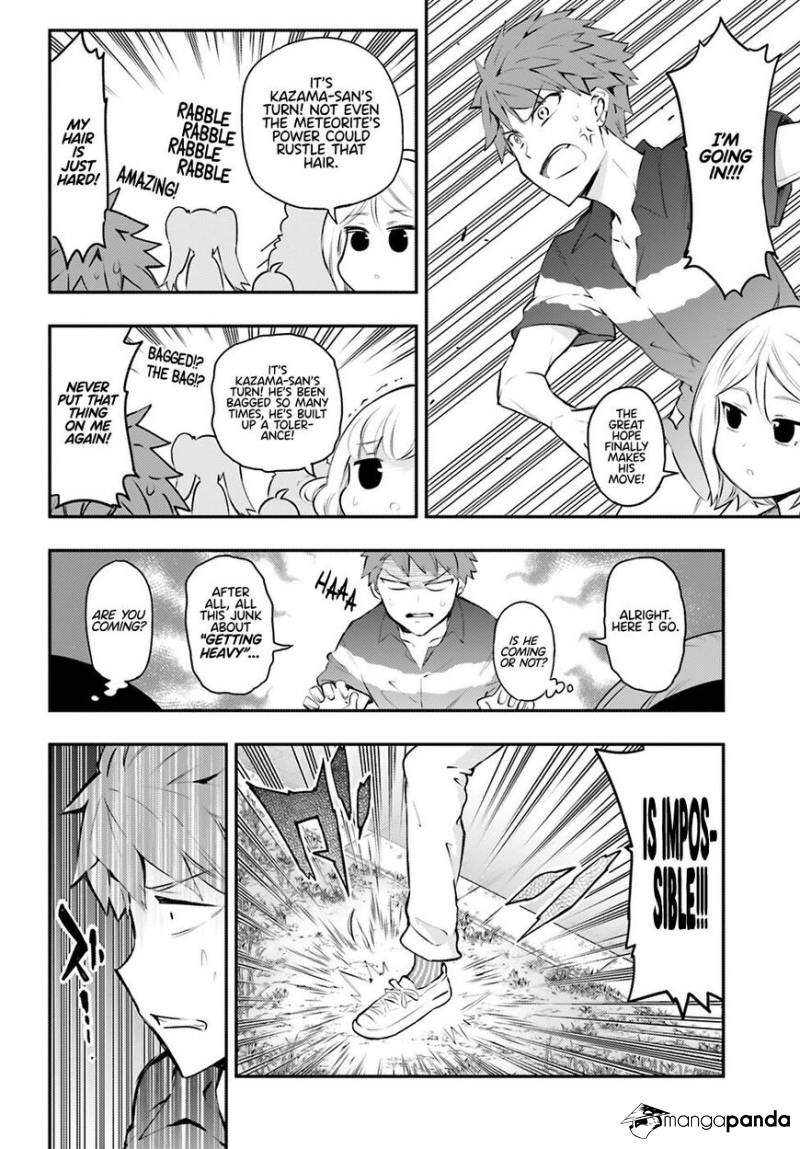 I'M
GOING
IN!!!
THE
GREAT
HOPE
FINALLY
MAKES
HIS
MOVE!
IT'S
KAZAMA-SAN'S
TURN! NOT EVEN
THE METEORITE'S
POWER COULD
RUSTLE THAT
HAIR.
RABBLE
RABBLE
RABBLE
RABBLE
AMAZING!
MY
HAIR IS
JUST
HARD!
IT'S
KAZAMA-SAN'S
TURN! HE'S BEEN
BAGGED SO MANY
TIMES, HE'S BUILT
UP A TOLER-
ANCE!
BAGGED!?
THE BAG!?
NEVER
PUT THAT
THING
ON ME
AGAIN!
ALRIGHT.
HERE I GO.
IS HE
COMING
OR NOT?
HAAA
AFTER
ALL, ALL
THIS JUNK
ABOUT
"GETTING
HEAVY"...
ARE YOU
COMING?
IS IMPOS-
SIBLE!!!
ダン
スッ...
mangapanda